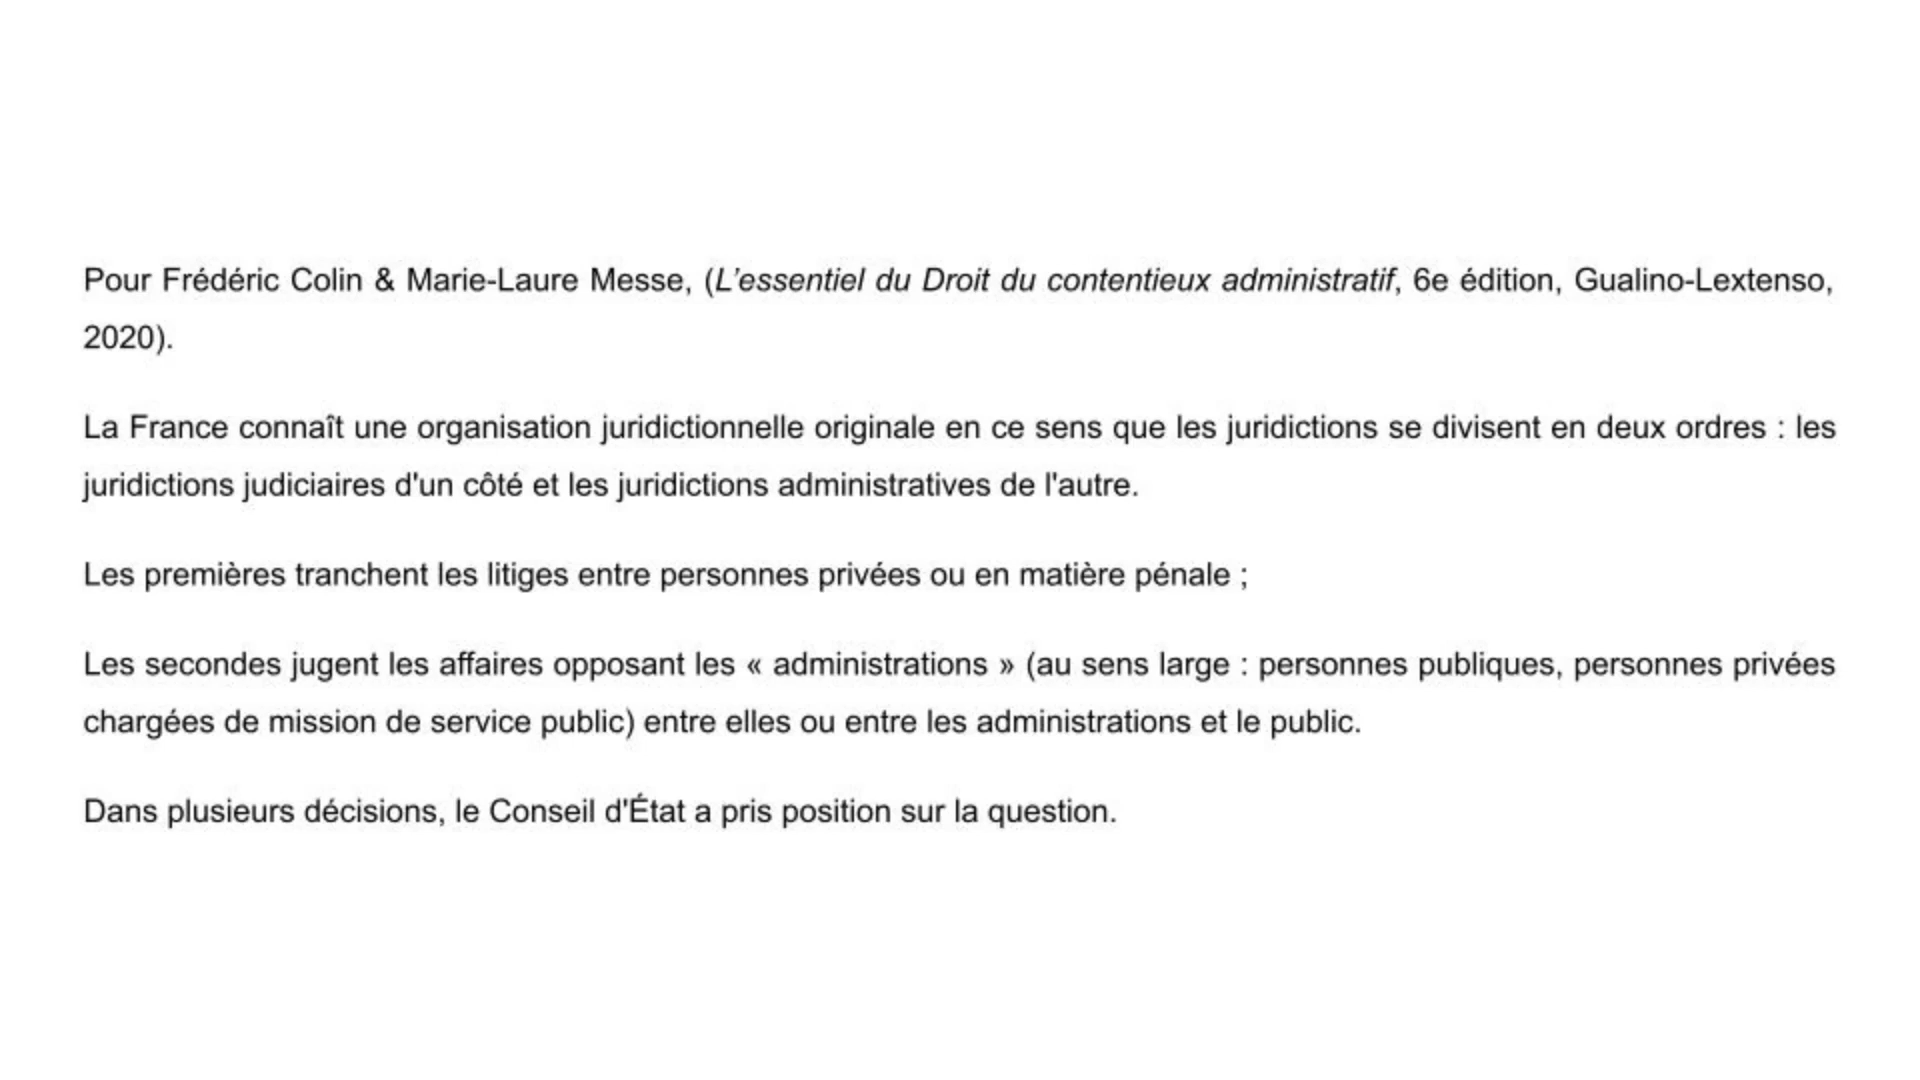 Pour Frédéric Colin & Marie-Laure Messe, (L’essentiel du Droit du contentieux administratif, 6e édition, Gualino-Lextenso,
2020).
La France connaît une organisation juridictionnelle originale en ce sens que les juridictions se divisent en deux ordres : les
juridictions judiciaires d'un côté et les juridictions administratives de l'autre.
Les premières tranchent les litiges entre personnes privées ou en matière pénale ;
Les secondes jugent les affaires opposant les « administrations » (au sens large : personnes publiques, personnes privées
chargées de mission de service public) entre elles ou entre les administrations et le public.
Dans plusieurs décisions, le Conseil d'État a pris position sur la question.